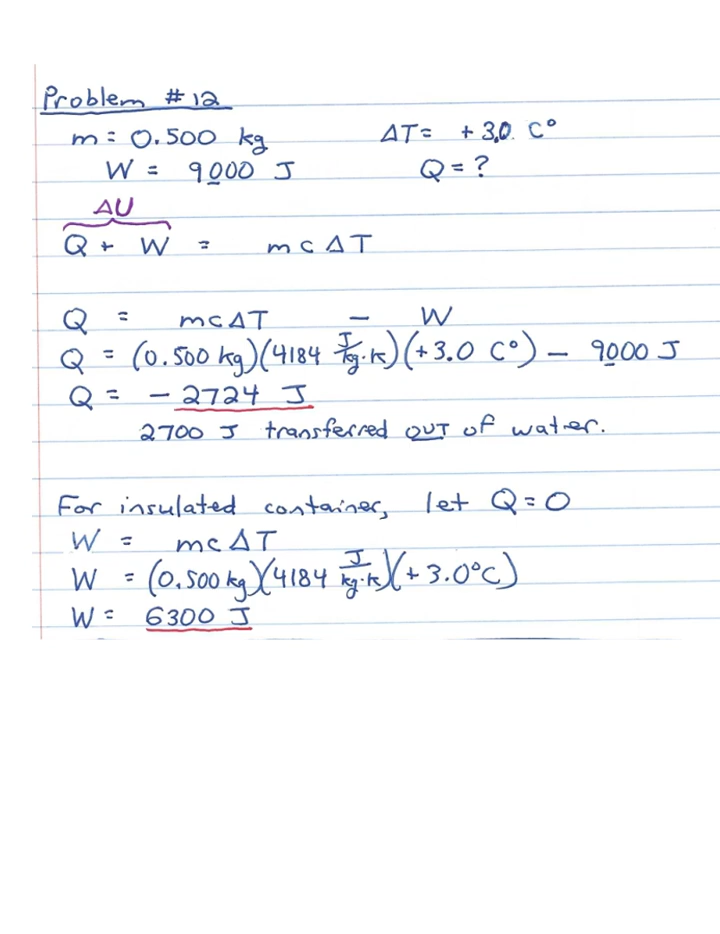 Problem #12
m = 0.500 kg ΔT = +3.0 C°
W = 9000 J Q = ?
ΔU
Q + W = mcΔT
Q = mcΔT − W
Q = (0.500 kg)(4184 J/kg·K)(+3.0 C°) − 9000 J
Q = −2724 J
2700 J transferred OUT of water.
For insulated container, let Q = 0
W = mcΔT
W = (0.500 kg)(4184 J/kg·K)(+3.0°C)
W = 6300 J